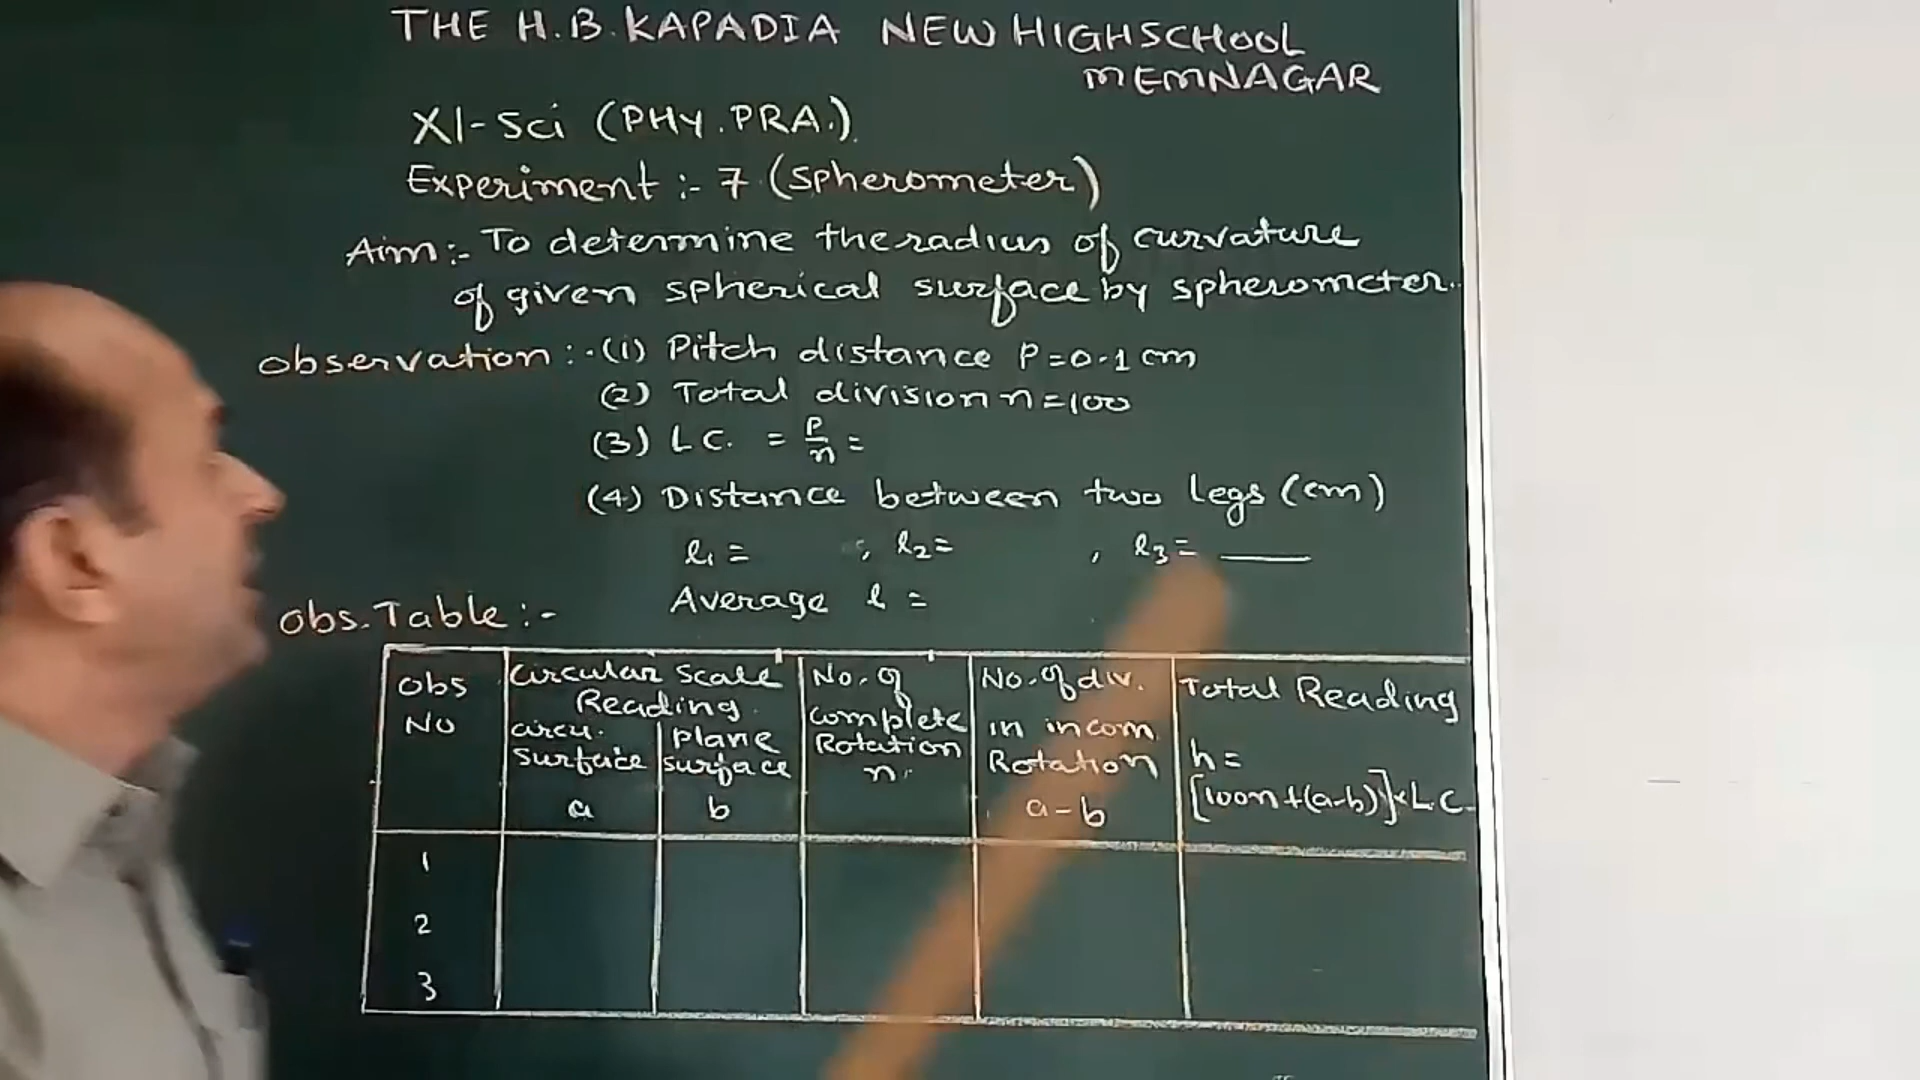 THE H.B. KAPADIA NEW HIGHSCHOOL
MEMNAGAR
XI-Sci (PHY. PRA.)
Experiment :- 7 (Spherometer)
Aim:- To determine the radius of curvature
of given spherical surface by spherometer.
Observation :- (1) Pitch distance P=0.1 cm
(2) Total division n=100
(3) L C. = P/n =
(4) Distance between two legs (cm)
l1 = , l2 = , l3 = ____
Average l =
Obs. Table :-
Obs NO
Circular Scale Reading
circu. surface a
plane surface b
No. of complete Rotation n.
No. of div. in incom. Rotation a-b
Total Reading
h =
[100n+(a-b)]×L.C.
1
2
3